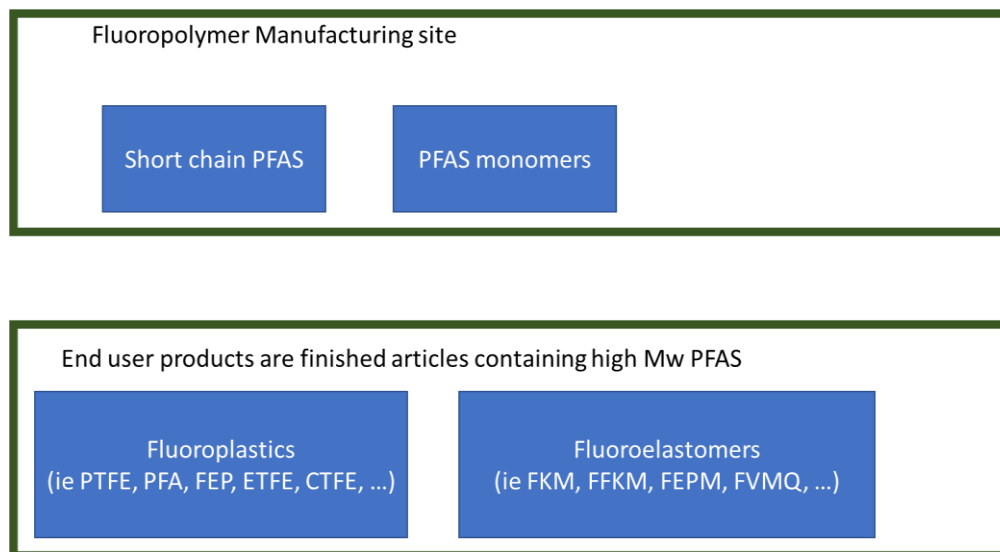 Fluoropolymer Manufacturing site
Short chain PFAS
PFAS monomers
End user products are finished articles containing high Mw PFAS
Fluoroplastics
(ie PTFE, PFA, FEP, ETFE, CTFE, ...)
Fluoroelastomers
(ie FKM, FFKM, FEPM, FVMQ, ...)